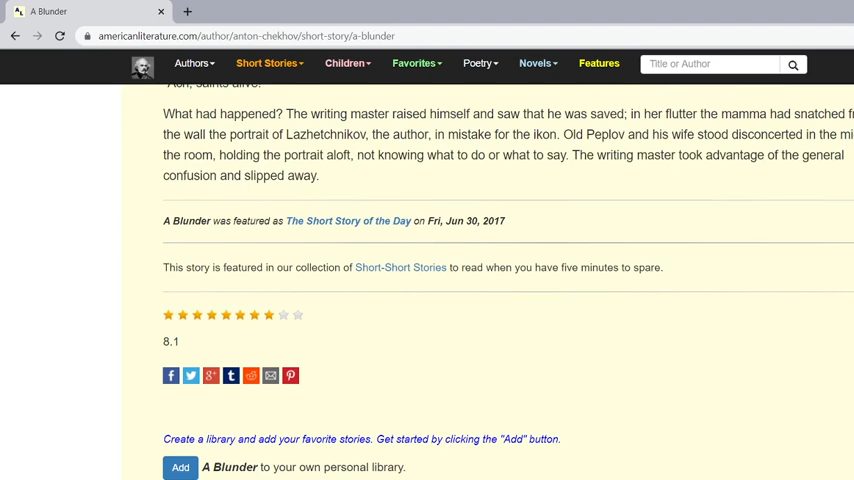 A Blunder
americanliterature.com/author/anton-chekhov/short-story/a-blunder
Authors Short Stories Children Favorites Poetry Novels Features Title or Author
What had happened? The writing master raised himself and saw that he was saved; in her flutter the mamma had snatched
the wall the portrait of Lazhetchnikov, the author, in mistake for the ikon. Old Peplov and his wife stood disconcerted in the
the room, holding the portrait aloft, not knowing what to do or what to say. The writing master took advantage of the general
confusion and slipped away.
A Blunder was featured as The Short Story of the Day on Fri, Jun 30, 2017
This story is featured in our collection of Short-Short Stories to read when you have five minutes to spare.
8.1
Create a library and add your favorite stories. Get started by clicking the "Add" button.
Add A Blunder to your own personal library.